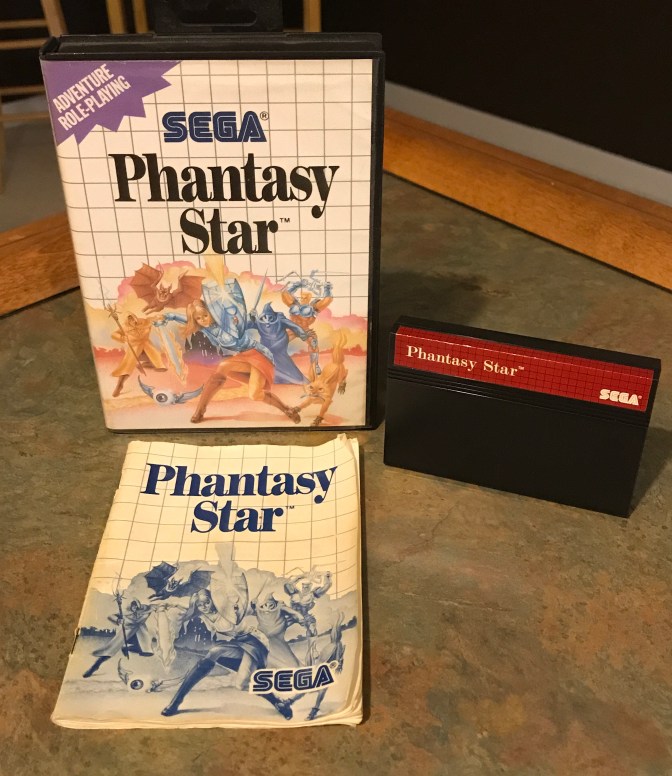 ADVENTURE
ROLE-PLAYING
SEGA®
Phantasy
Star™
Phantasy Star™
SEGA®
Phantasy
Star™
SEGA®